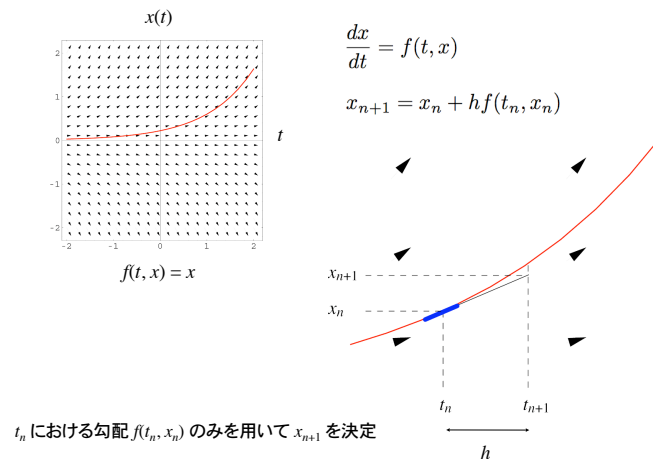 x(t)
2
1
0
-1
-2
-2 -1 0 1 2
t
f(t, x) = x
dx/dt = f(t, x)
x_{n+1} = x_n + hf(t_n, x_n)
x_{n+1}
x_n
t_n t_{n+1}
h
t_n における勾配 f(t_n, x_n) のみを用いて x_{n+1} を決定